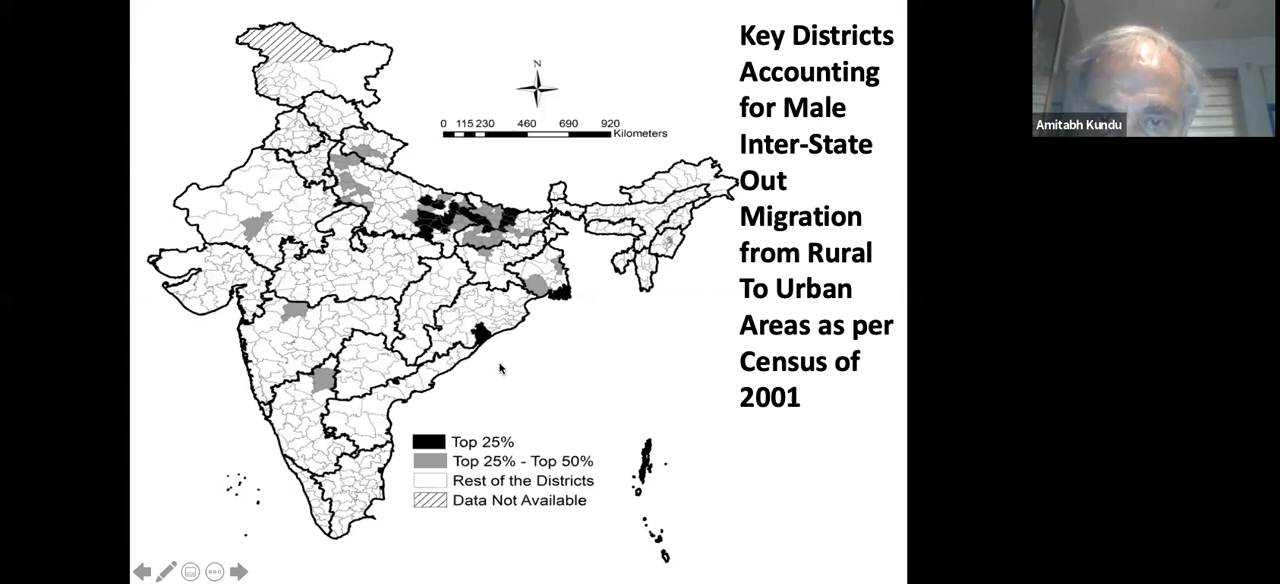 Key Districts
Accounting
for Male
Inter-State
Out
Migration
from Rural
To Urban
Areas as per
Census of
2001
N
0 115 230 460 690 920
Kilometers
Top 25%
Top 25% - Top 50%
Rest of the Districts
Data Not Available
Amitabh Kundu